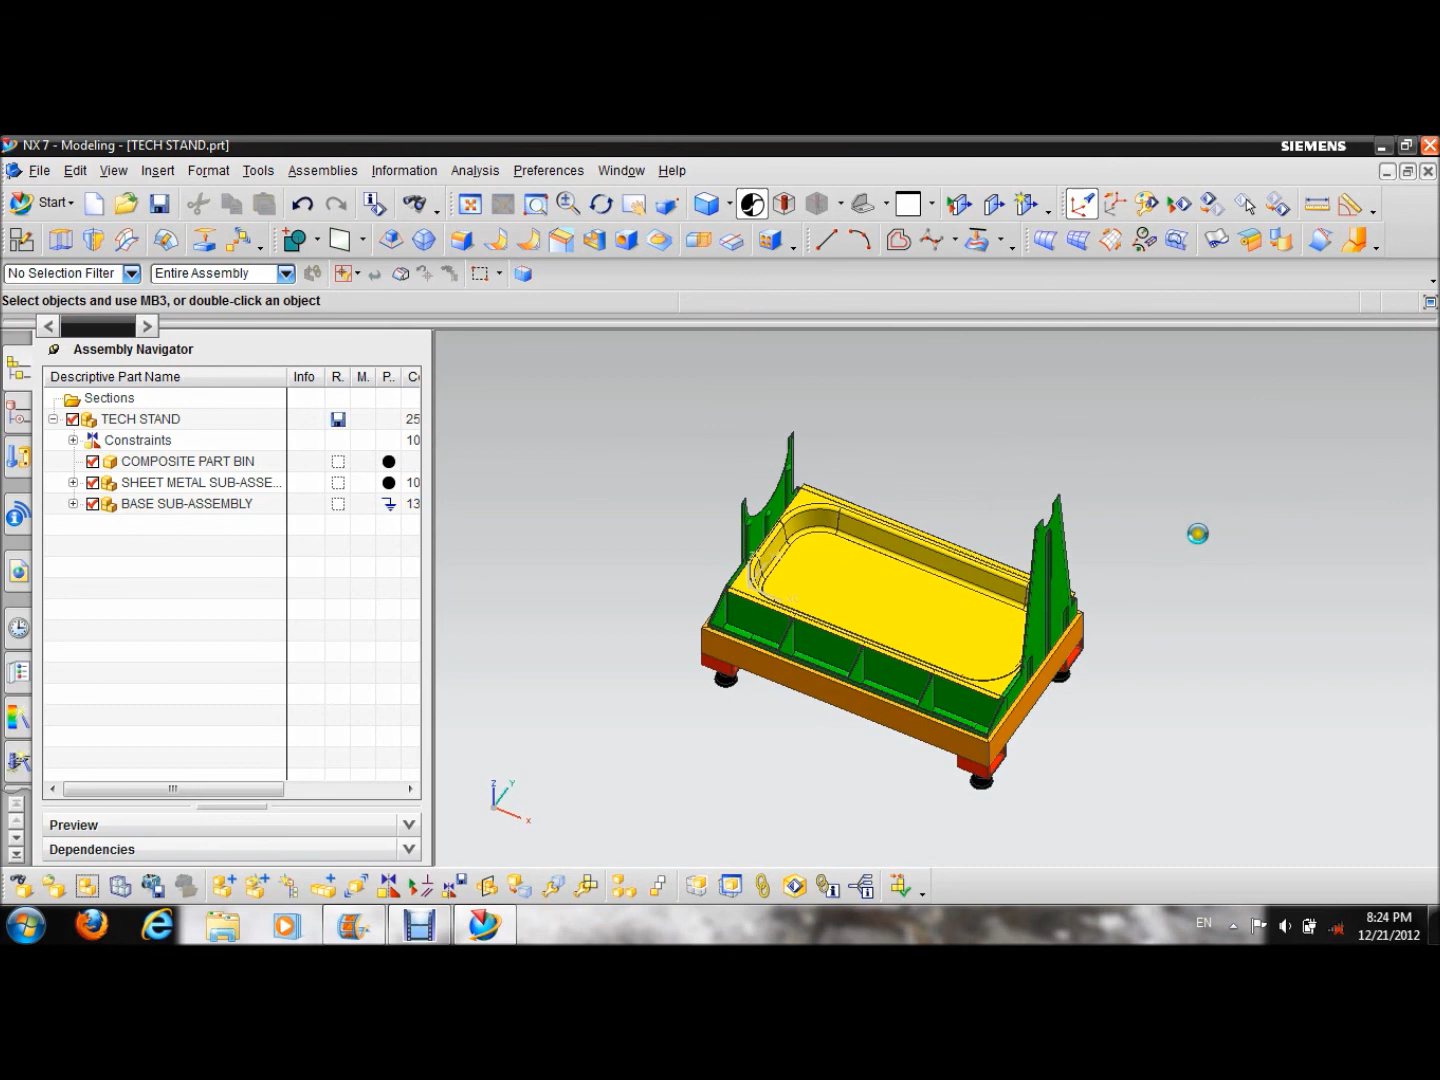 NX 7 - Modeling - [TECH STAND.prt]
SIEMENS
File Edit View Insert Format Tools Assemblies Information Analysis Preferences Window Help
Start
No Selection Filter
Entire Assembly
Select objects and use MB3, or double-click an object
Assembly Navigator
Descriptive Part Name Info R. M. P..
Sections
TECH STAND 25
Constraints 10
COMPOSITE PART BIN
SHEET METAL SUB-ASSE... 10
BASE SUB-ASSEMBLY 13
Preview
Dependencies
Z Y
X
EN
8:24 PM
12/21/2012